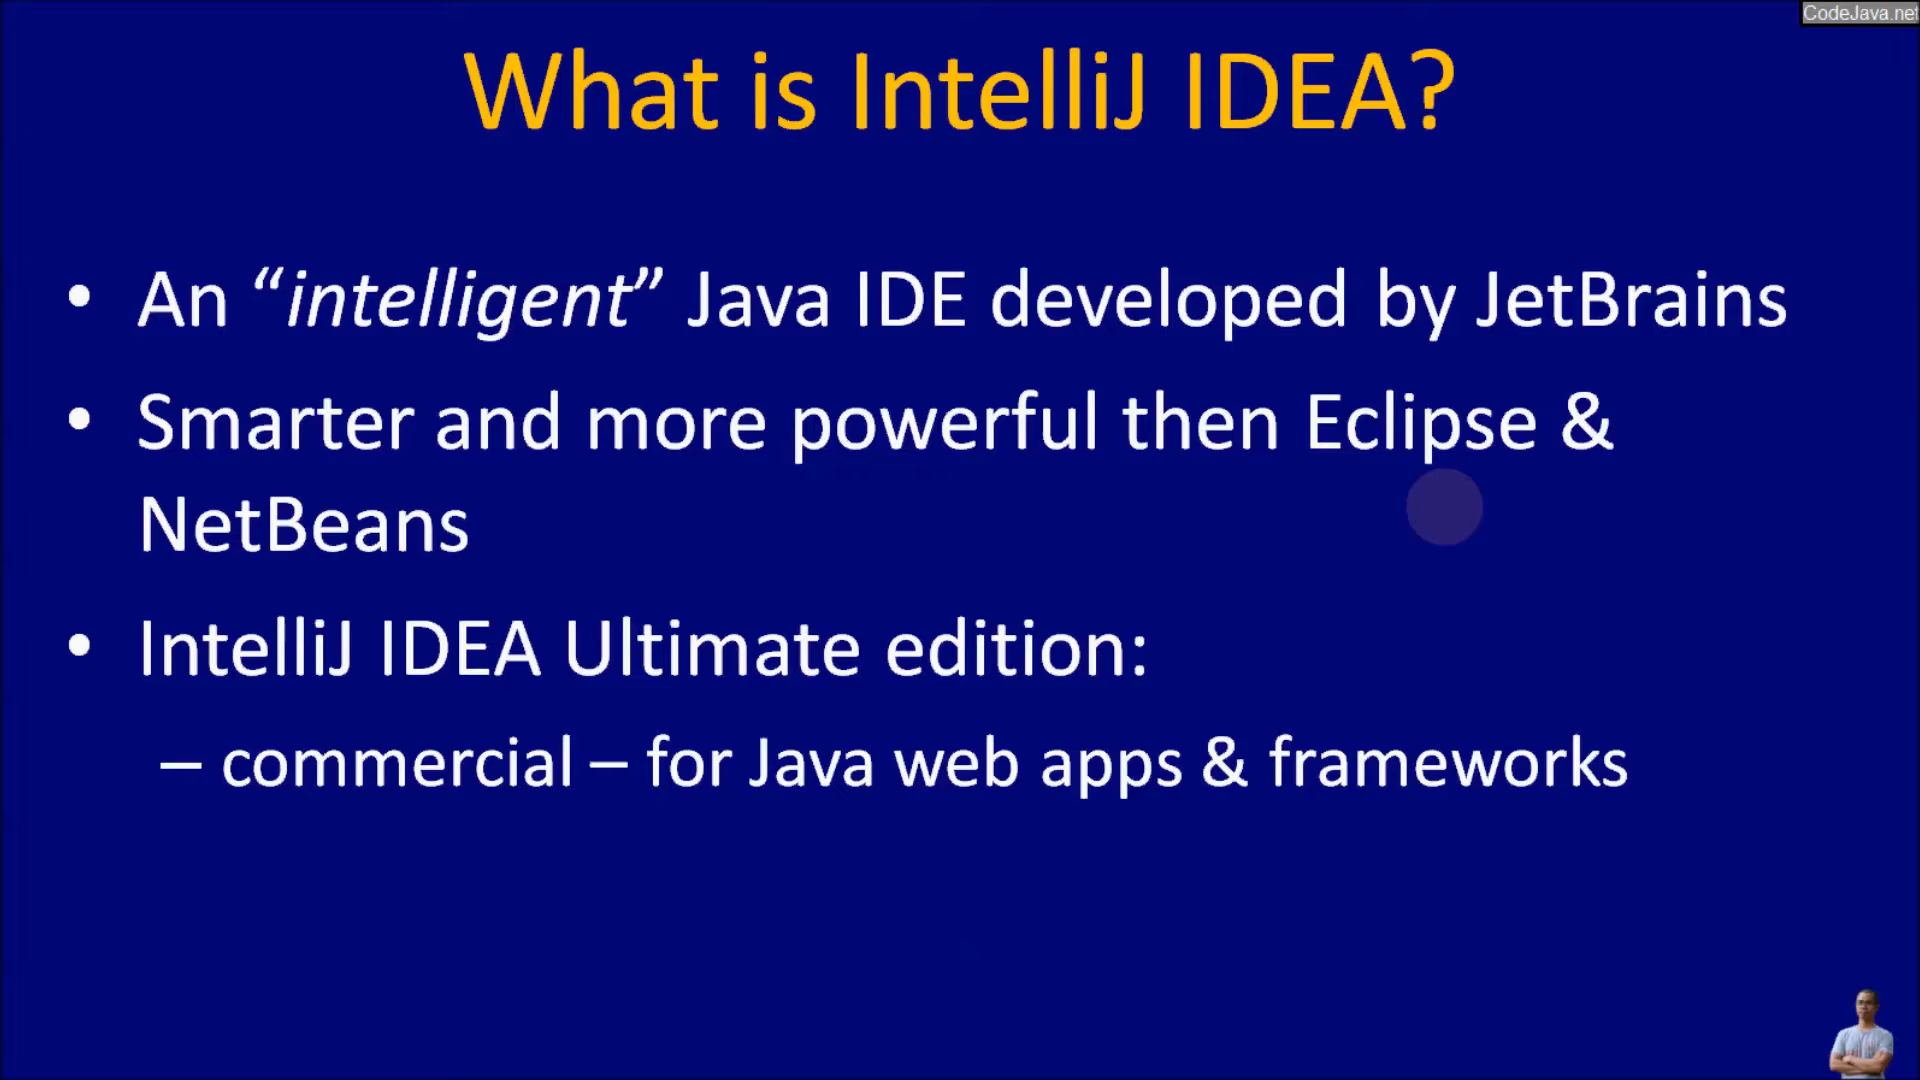 CodeJava.net
What is IntelliJ IDEA?
• An “intelligent” Java IDE developed by JetBrains
• Smarter and more powerful then Eclipse &
NetBeans
• IntelliJ IDEA Ultimate edition:
– commercial – for Java web apps & frameworks